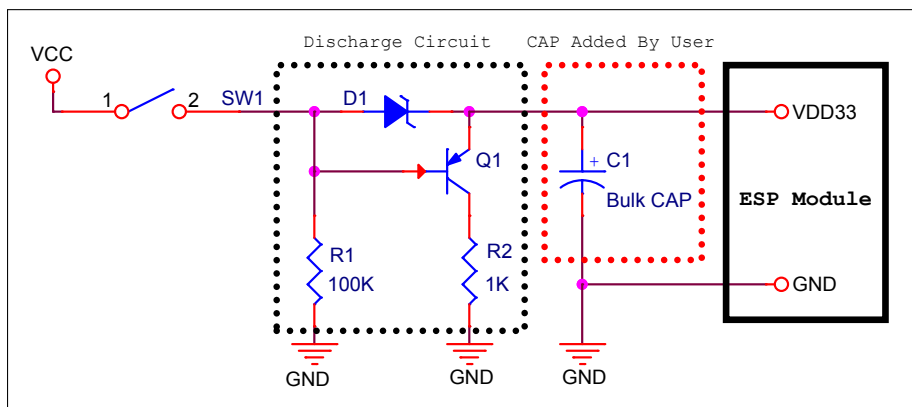 Discharge Circuit
CAP Added By User
VCC
1
2
SW1
D1
VDD33
Q1
+ C1
Bulk CAP
ESP Module
R1
100K
R2
1K
GND
GND
GND
GND